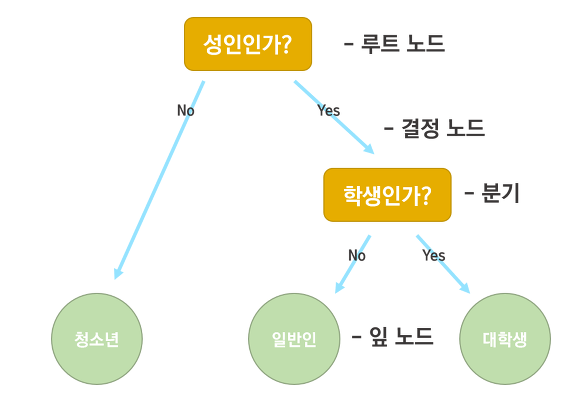 성인인가? - 루트 노드
No
Yes
- 결정 노드
학생인가? - 분기
No
Yes
청소년
일반인
- 잎 노드
대학생